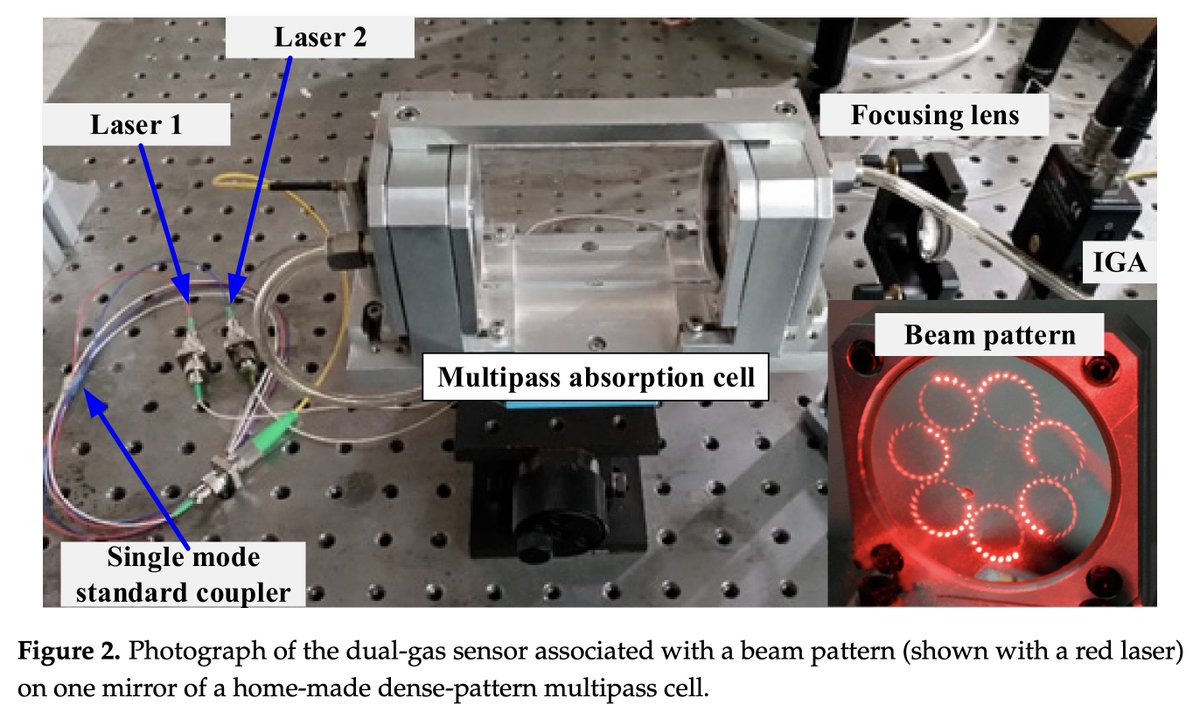 Laser 2
Laser 1
Focusing lens
IGA
Beam pattern
Multipass absorption cell
Single mode
standard coupler
Figure 2. Photograph of the dual-gas sensor associated with a beam pattern (shown with a red laser)
on one mirror of a home-made dense-pattern multipass cell.